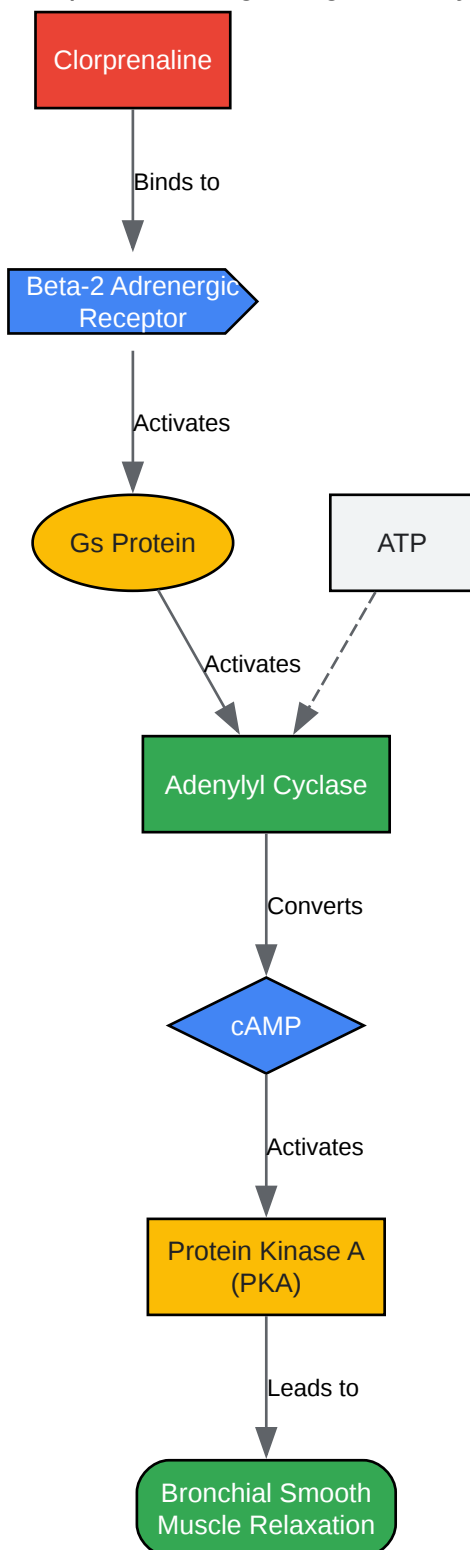 Clorprenaline
Binds to
Beta-2 Adrenergic
Receptor
Activates
Gs Protein
ATP
Activates
Adenylyl Cyclase
Converts
cAMP
Activates
Protein Kinase A
(PKA)
Leads to
Bronchial Smooth
Muscle Relaxation